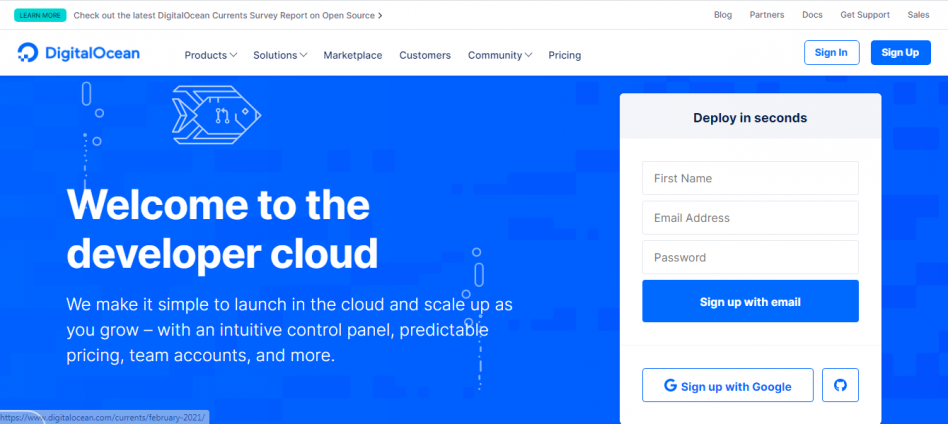 LEARN MORE Check out the latest DigitalOcean Currents Survey Report on Open Source
Blog Partners Docs Get Support Sales
DigitalOcean Products Solutions Marketplace Customers Community Pricing Sign In Sign Up
Welcome to the
developer cloud
We make it simple to launch in the cloud and scale up as
you grow – with an intuitive control panel, predictable
pricing, team accounts, and more.
Deploy in seconds
First Name
Email Address
Password
Sign up with email
Sign up with Google
https://www.digitalocean.com/currents/february-2021/